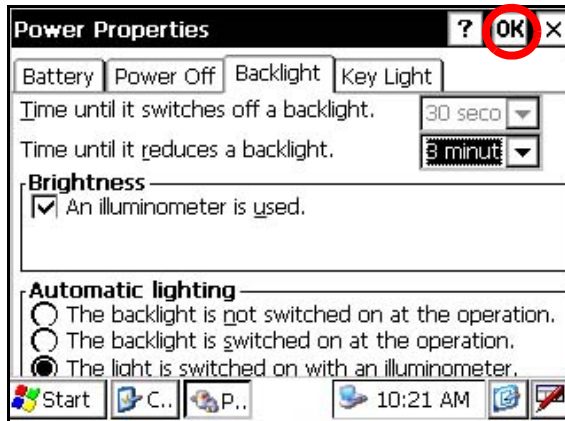 Power Properties ? OK ×
Battery Power Off Backlight Key Light
Time until it switches off a backlight. 30 seco
Time until it reduces a backlight. 3 minut
Brightness
An illuminometer is used.
Automatic lighting
The backlight is not switched on at the operation.
The backlight is switched on at the operation.
The light is switched on with an illuminometer.
Start C.. P.. 10:21 AM